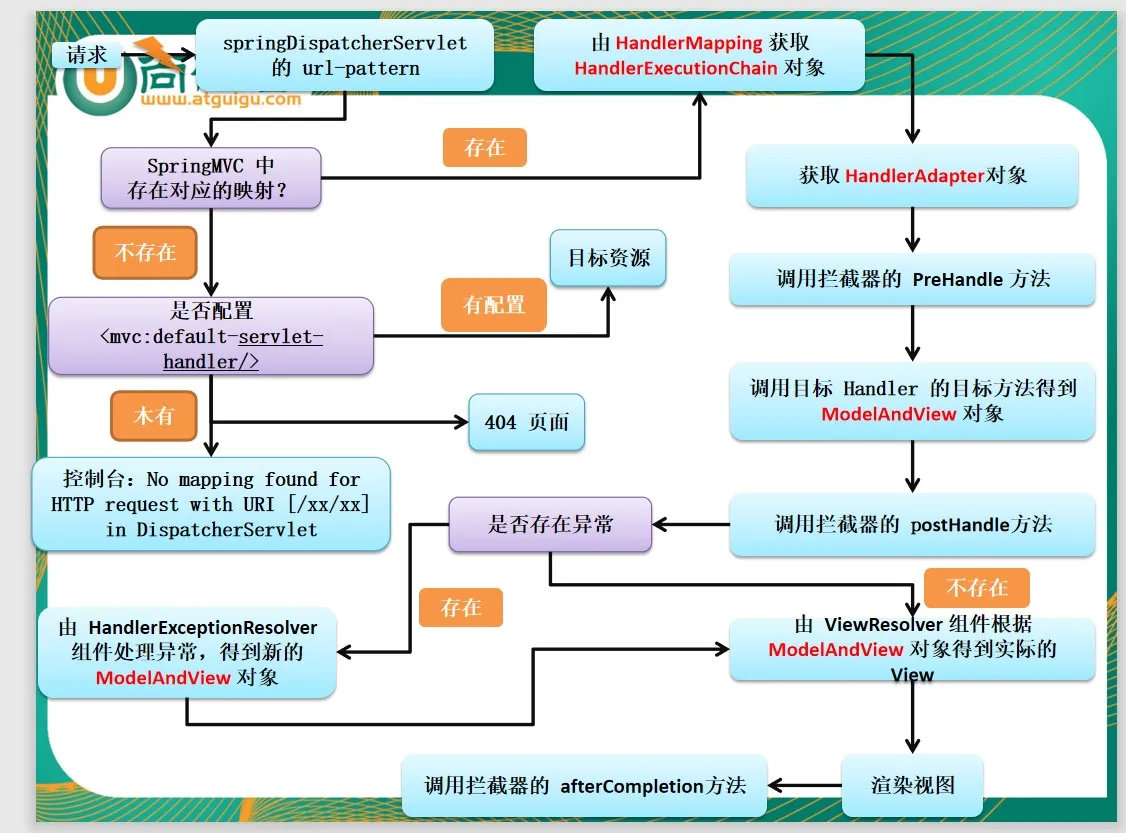 请求
springDispatcherServlet
的 url-pattern
由 HandlerMapping 获取
HandlerExecutionChain 对象
www.atguigu.com
SpringMVC 中
存在对应的映射?
存在
获取 HandlerAdapter对象
不存在
目标资源
调用拦截器的 PreHandle 方法
是否配置
<mvc:default-servlet-
handler/>
有配置
调用目标 Handler 的目标方法得到
ModelAndView 对象
木有
404 页面
控制台: No mapping found for
HTTP request with URI [/xx/xx]
in DispatcherServlet
是否存在异常
调用拦截器的 postHandle方法
存在
不存在
由 HandlerExceptionResolver
组件处理异常, 得到新的
ModelAndView 对象
由 ViewResolver 组件根据
ModelAndView 对象得到实际的
View
调用拦截器的 afterCompletion方法
渲染视图